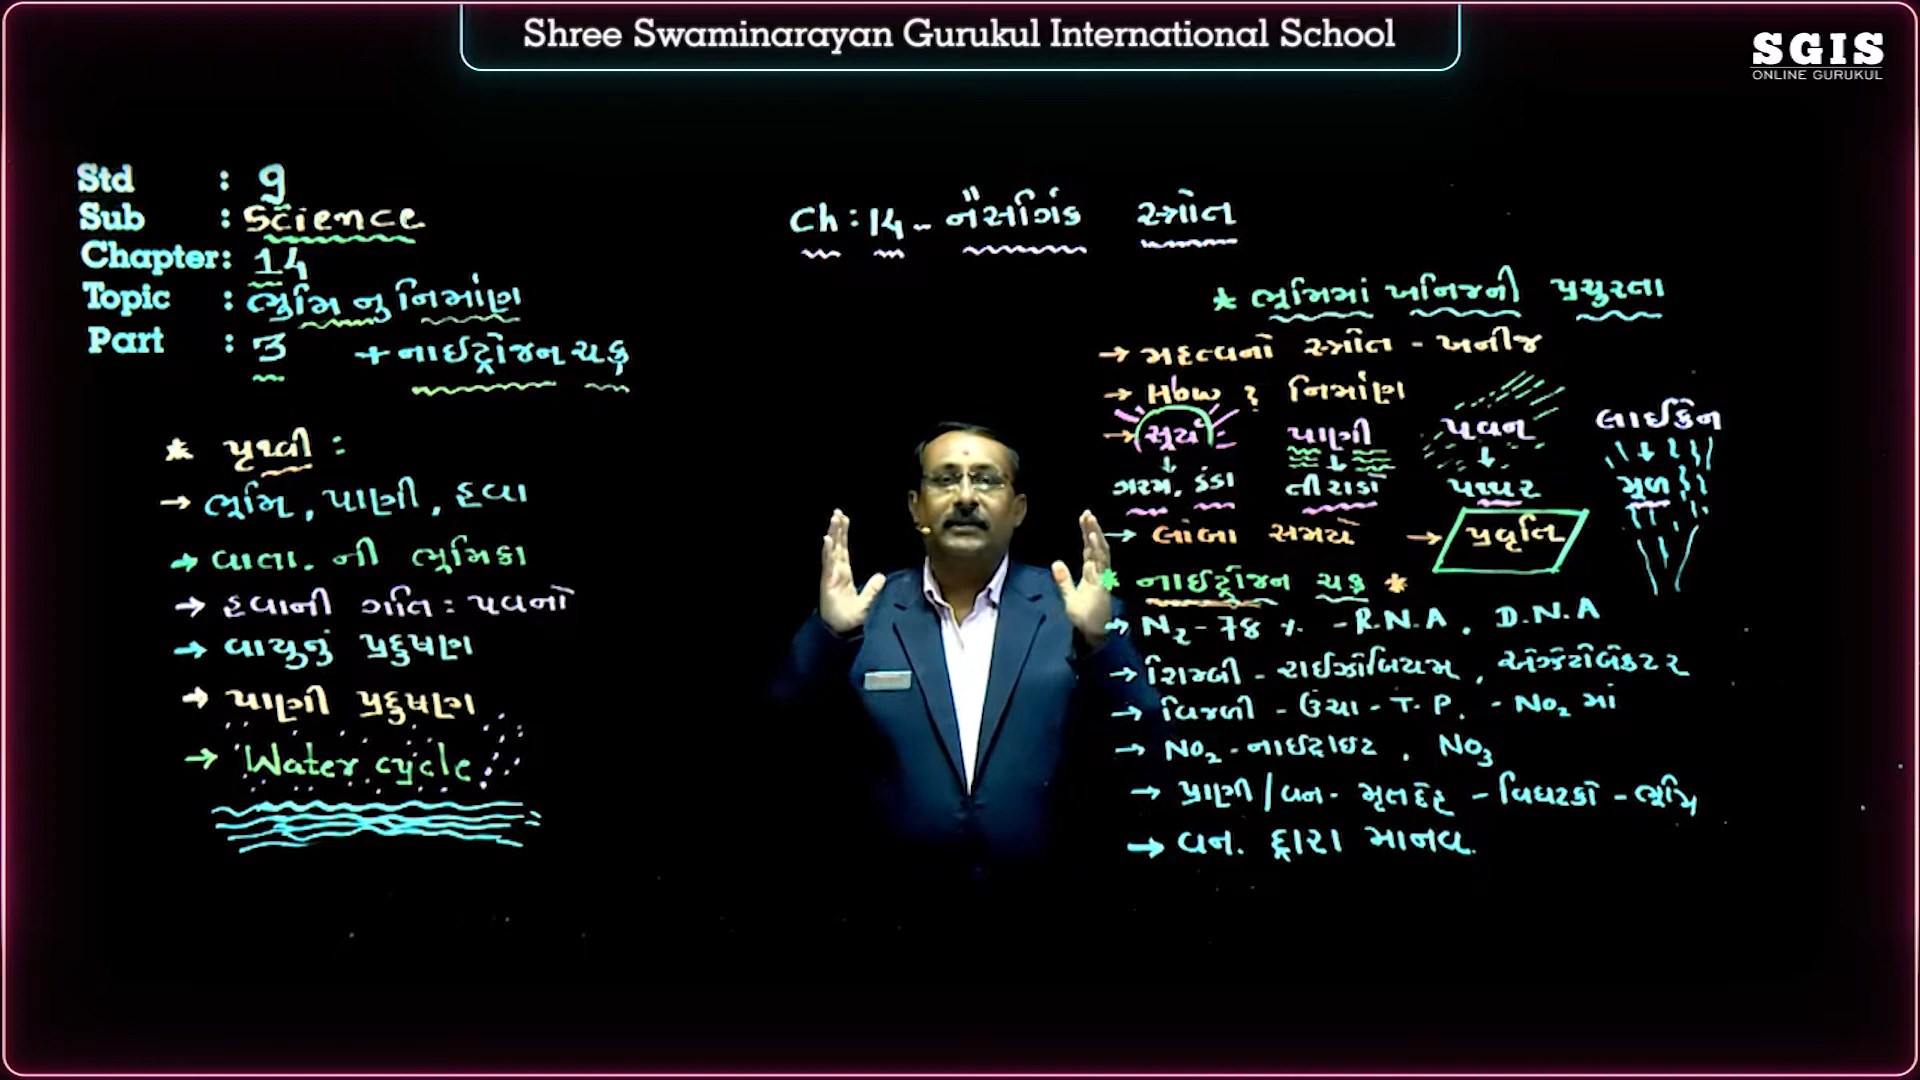 Shree Swaminarayan Gurukul International School
SGIS
ONLINE GURUKUL
Std : 9
Sub : Science
Chapter: 14
Topic : ભુમિ નુ નિર્માણ
Part : 3 + નાઈટ્રોજન ચક્ર
Ch : 14 - નૈસર્ગિક સ્ત્રોત
* પૃથ્વી :
→ ભૂમિ, પાણી, હવા
→ વાતા. ની ભૂમિકા
→ હવાની ગતિ : પવનો
→ વાયુનું પ્રદુષણ
→ પાણી પ્રદુષણ
→ Water cycle
* ભૂમિમાં ખનિજની પ્રચુરતા
→ મહત્વનો સ્ત્રોત - ખનીજ
→ How ? નિર્માણ
→ સૂર્ય પાણી પવન લાઈકેન
↓ ↓ ↓ ↓
ગરમ, ઠંડા તીરાડો પથ્થર મૂળ
→ લાંબા સમયે → પ્રવૃત્તિ
* નાઈટ્રોજન ચક્ર *
→ N₂ - 78 %. - R.N.A, D.N.A
→ શિમ્બી - રાઈઝોબિયમ, એઝેટોબેક્ટર
→ વિજળી - ઉંચા - T. P. - NO₂ માં
→ NO₂ - નાઈટ્રાઇટ, NO₃
→ પ્રાણી / વન - મૃતદેહ - વિઘટકો - ભૂમિ
→ વન. દ્વારા માનવ.